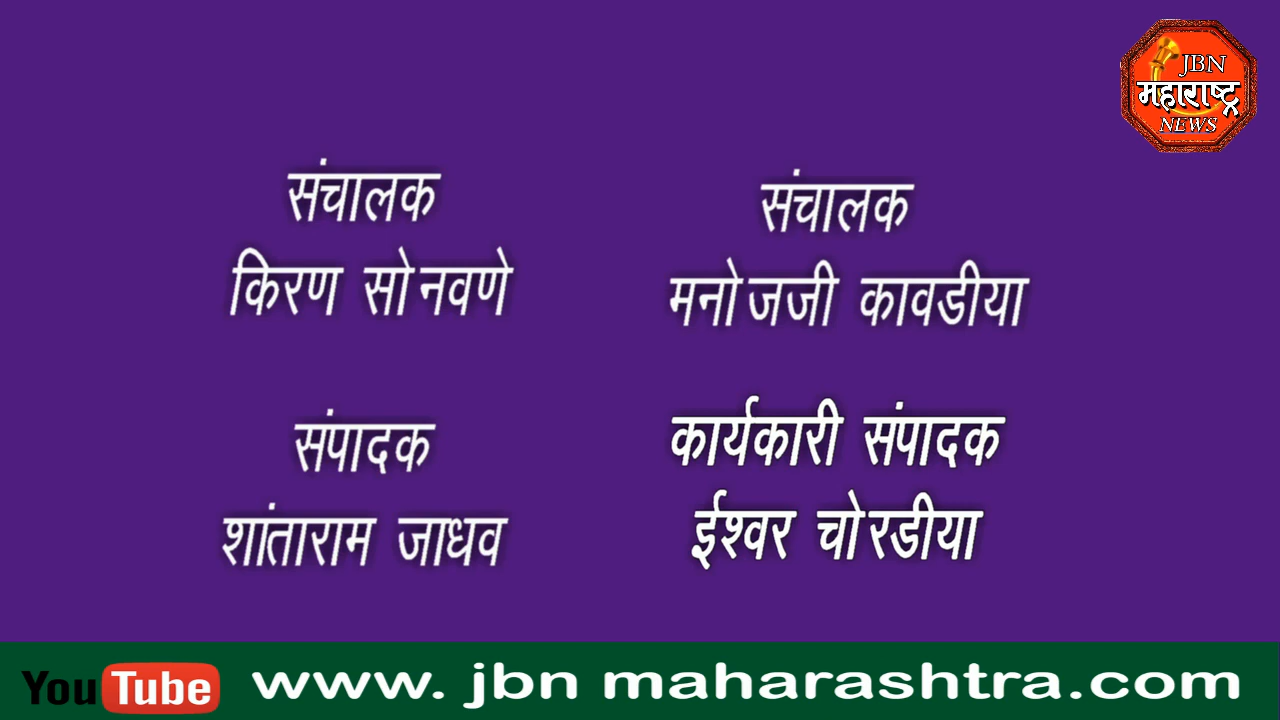 JBN
महाराष्ट्र
NEWS
संचालक
किरण सोनवणे
संचालक
मनोजजी कावडीया
संपादक
शांताराम जाधव
कार्यकारी संपादक
ईश्वर चोरडीया
YouTube
www. jbn maharashtra.com